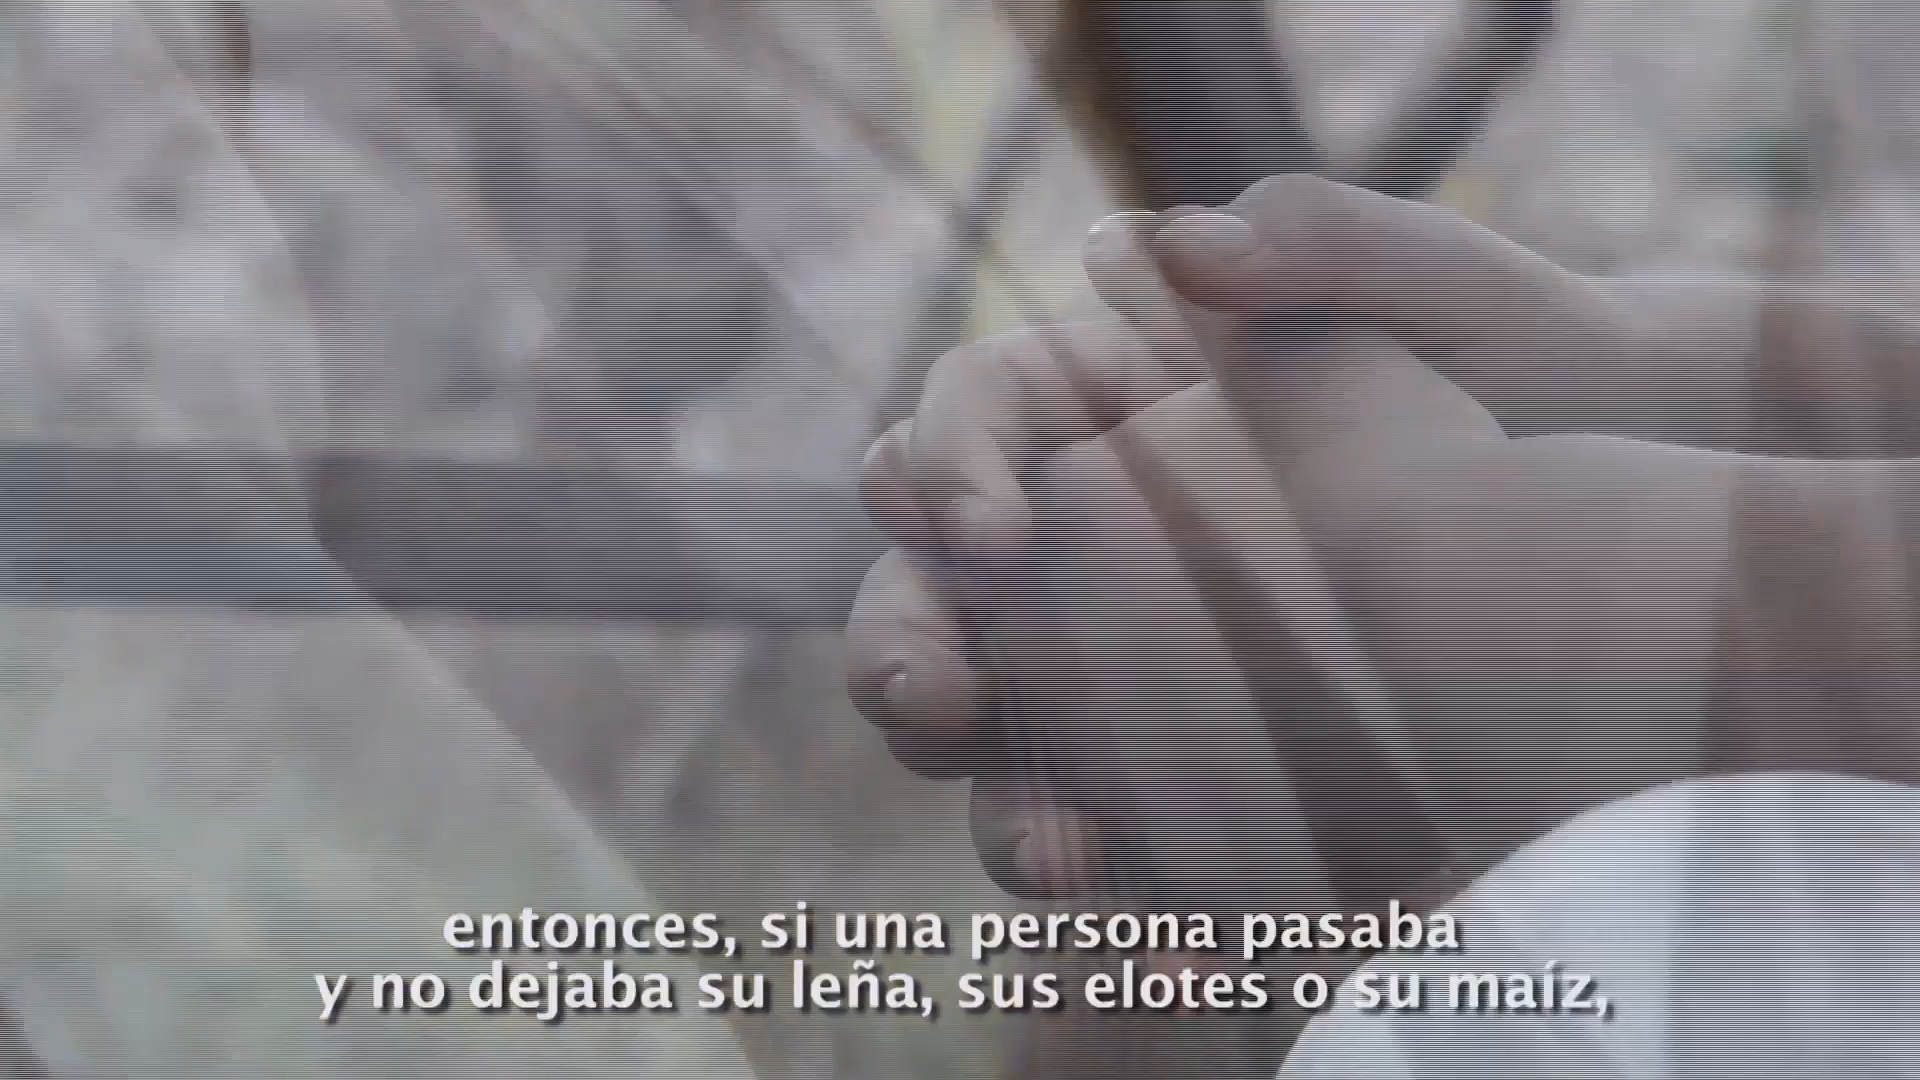 entonces, si una persona pasaba
y no dejaba su leña, sus elotes o su maíz,